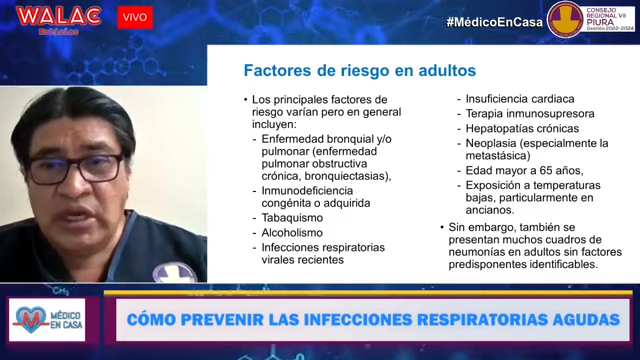 WALAC
Noticias
VIVO
#MédicoEnCasa
CONSEJO
REGIONAL VII
PIURA
Gestión 2022-2024
Factores de riesgo en adultos
• Los principales factores de
riesgo varían pero en general
incluyen:
- Enfermedad bronquial y/o
pulmonar (enfermedad
pulmonar obstructiva
crónica, bronquiectasias),
- Inmunodeficiencia
congénita o adquirida
- Tabaquismo
- Alcoholismo
- Infecciones respiratorias
virales recientes
- Insuficiencia cardiaca
- Terapia inmunosupresora
- Hepatopatías crónicas
- Neoplasia (especialmente la
metastásica)
- Edad mayor a 65 años,
- Exposición a temperaturas
bajas, particularmente en
ancianos.
• Sin embargo, también se
presentan muchos cuadros de
neumonías en adultos sin factores
predisponentes identificables.
CH3
MÉDICO
EN CASA
CÓMO PREVENIR LAS INFECCIONES RESPIRATORIAS AGUDAS